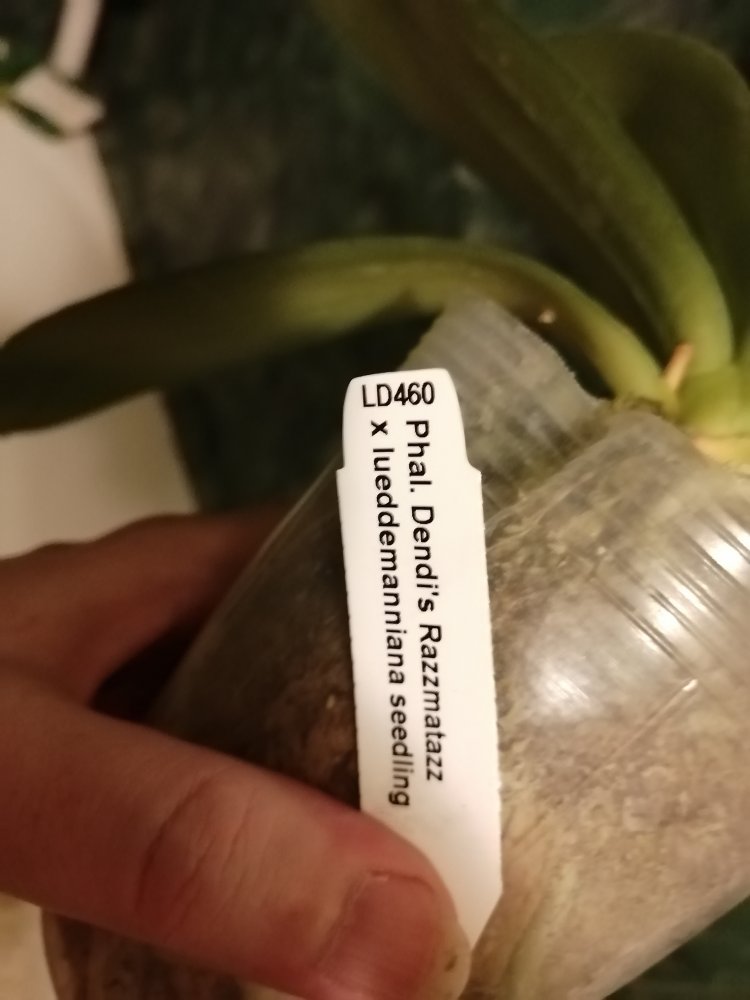 LD460
Phal. Dendi's Razzmatazz
x lueddemanniana seedling